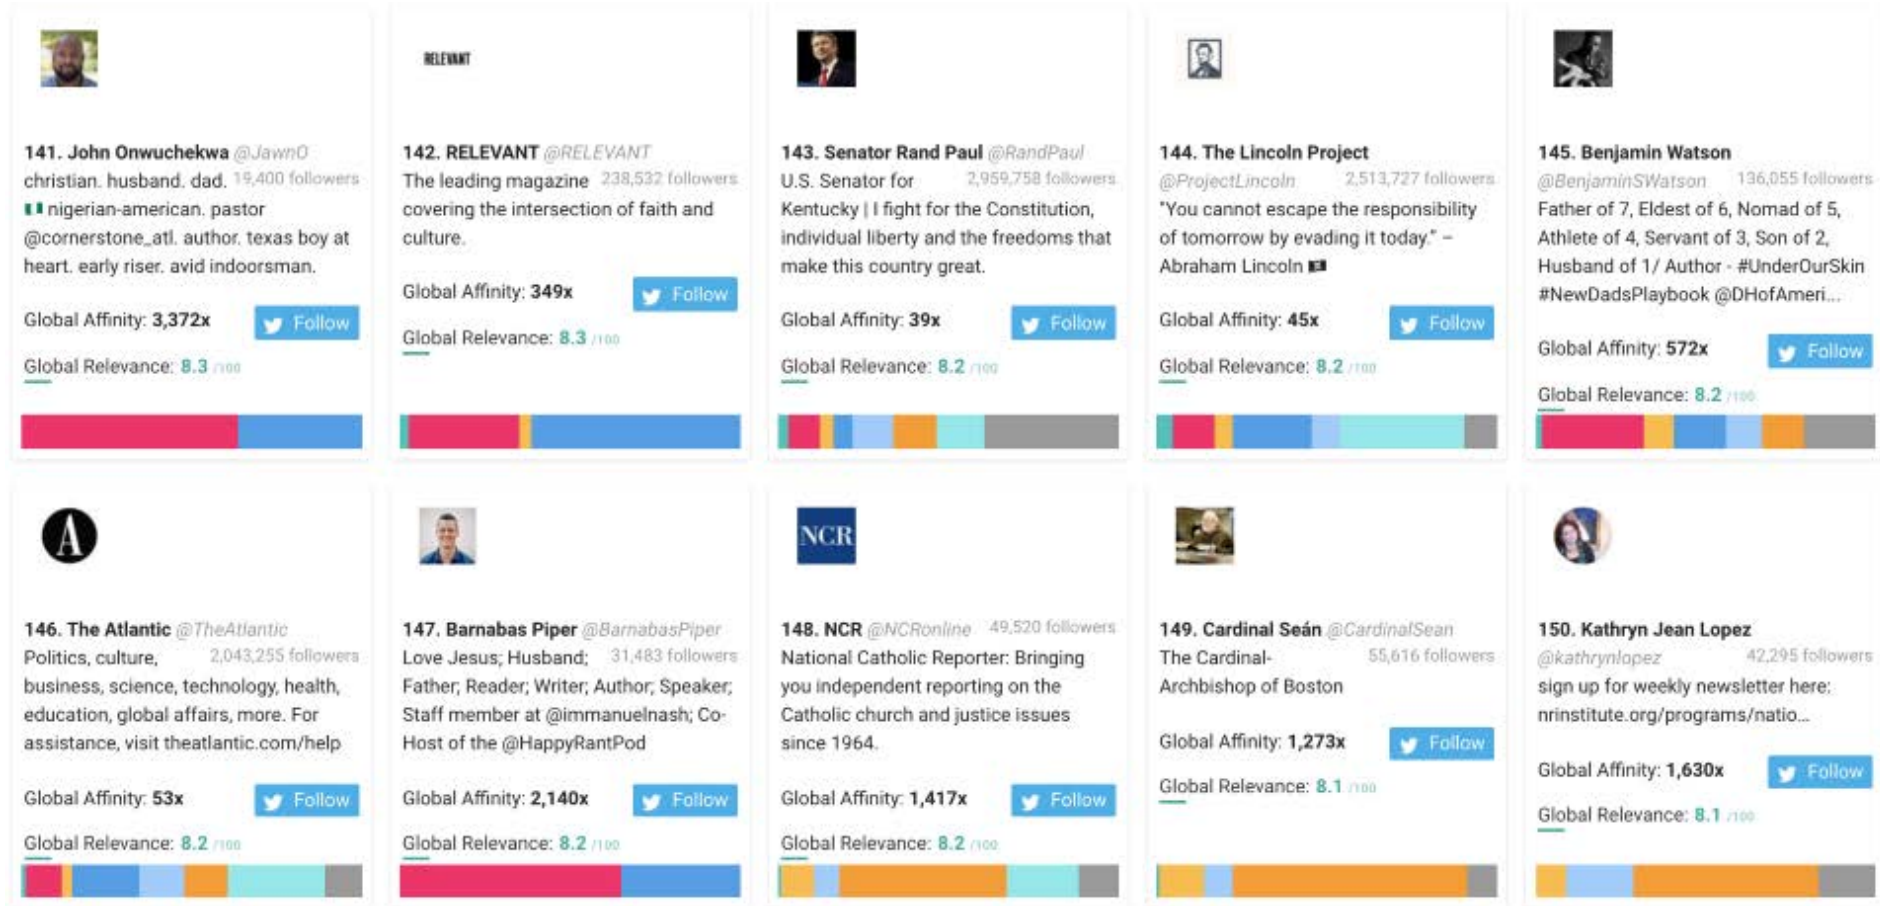 RELEVANT
141. John Onwuchekwa @JawnO
christian. husband. dad. 19,400 followers
nigerian-american. pastor
@cornerstone_atl. author. texas boy at
heart. early riser. avid indoorsman.
Global Affinity: 3,372x Follow
Global Relevance: 8.3 /100
142. RELEVANT @RELEVANT
The leading magazine 238,532 followers
covering the intersection of faith and
culture.
Global Affinity: 349x Follow
Global Relevance: 8.3 /100
143. Senator Rand Paul @RandPaul
U.S. Senator for 2,959,758 followers
Kentucky | I fight for the Constitution,
individual liberty and the freedoms that
make this country great.
Global Affinity: 39x Follow
Global Relevance: 8.2 /100
144. The Lincoln Project
@ProjectLincoln 2,513,727 followers
"You cannot escape the responsibility
of tomorrow by evading it today." –
Abraham Lincoln
Global Affinity: 45x Follow
Global Relevance: 8.2 /100
145. Benjamin Watson
@BenjaminSWatson 136,055 followers
Father of 7, Eldest of 6, Nomad of 5,
Athlete of 4, Servant of 3, Son of 2,
Husband of 1/ Author - #UnderOurSkin
#NewDadsPlaybook @DHofAmeri...
Global Affinity: 572x Follow
Global Relevance: 8.2 /100
A
146. The Atlantic @TheAtlantic
Politics, culture, 2,043,255 followers
business, science, technology, health,
education, global affairs, more. For
assistance, visit theatlantic.com/help
Global Affinity: 53x Follow
Global Relevance: 8.2 /100
147. Barnabas Piper @BarnabasPiper
Love Jesus; Husband; 31,483 followers
Father; Reader; Writer; Author; Speaker;
Staff member at @immanuelnash; Co-
Host of the @HappyRantPod
Global Affinity: 2,140x Follow
Global Relevance: 8.2 /100
NCR
148. NCR @NCRonline 49,520 followers
National Catholic Reporter: Bringing
you independent reporting on the
Catholic church and justice issues
since 1964.
Global Affinity: 1,417x Follow
Global Relevance: 8.2 /100
149. Cardinal Seán @CardinalSean
The Cardinal- 55,616 followers
Archbishop of Boston
Global Affinity: 1,273x Follow
Global Relevance: 8.1 /100
150. Kathryn Jean Lopez
@kathrynlopez 42,295 followers
sign up for weekly newsletter here:
nrinstitute.org/programs/natio...
Global Affinity: 1,630x Follow
Global Relevance: 8.1 /100